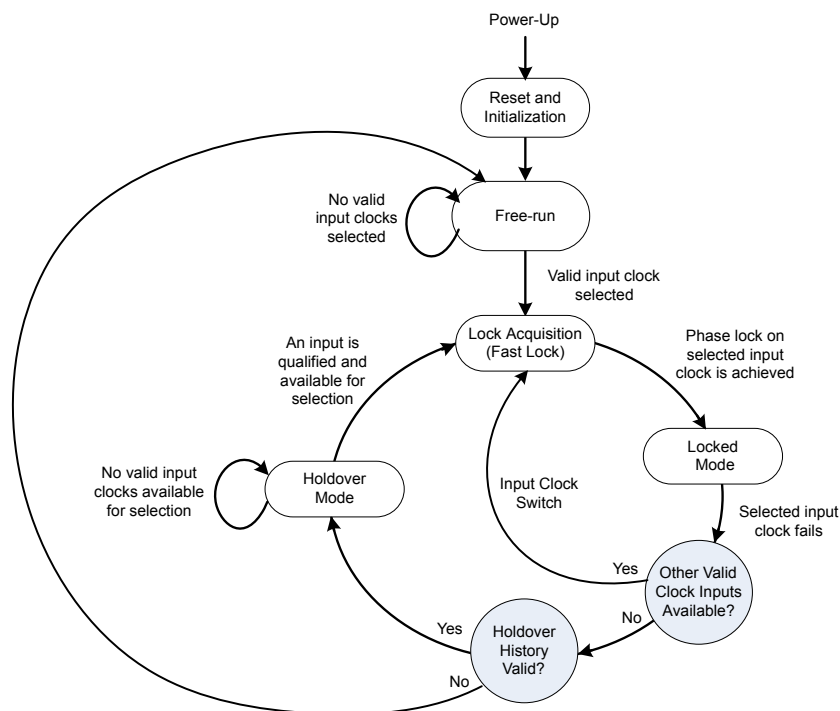 Power-Up
Reset and
Initialization
No valid
input clocks
selected
Free-run
Valid input clock
selected
An input is
qualified and
available for
selection
Lock Acquisition
(Fast Lock)
Phase lock on
selected input
clock is achieved
Locked
Mode
No valid input
clocks available
for selection
Holdover
Mode
Input Clock
Switch
Selected input
clock fails
Yes
Other Valid
Clock Inputs
Available?
No
Yes
Holdover
History
Valid?
No